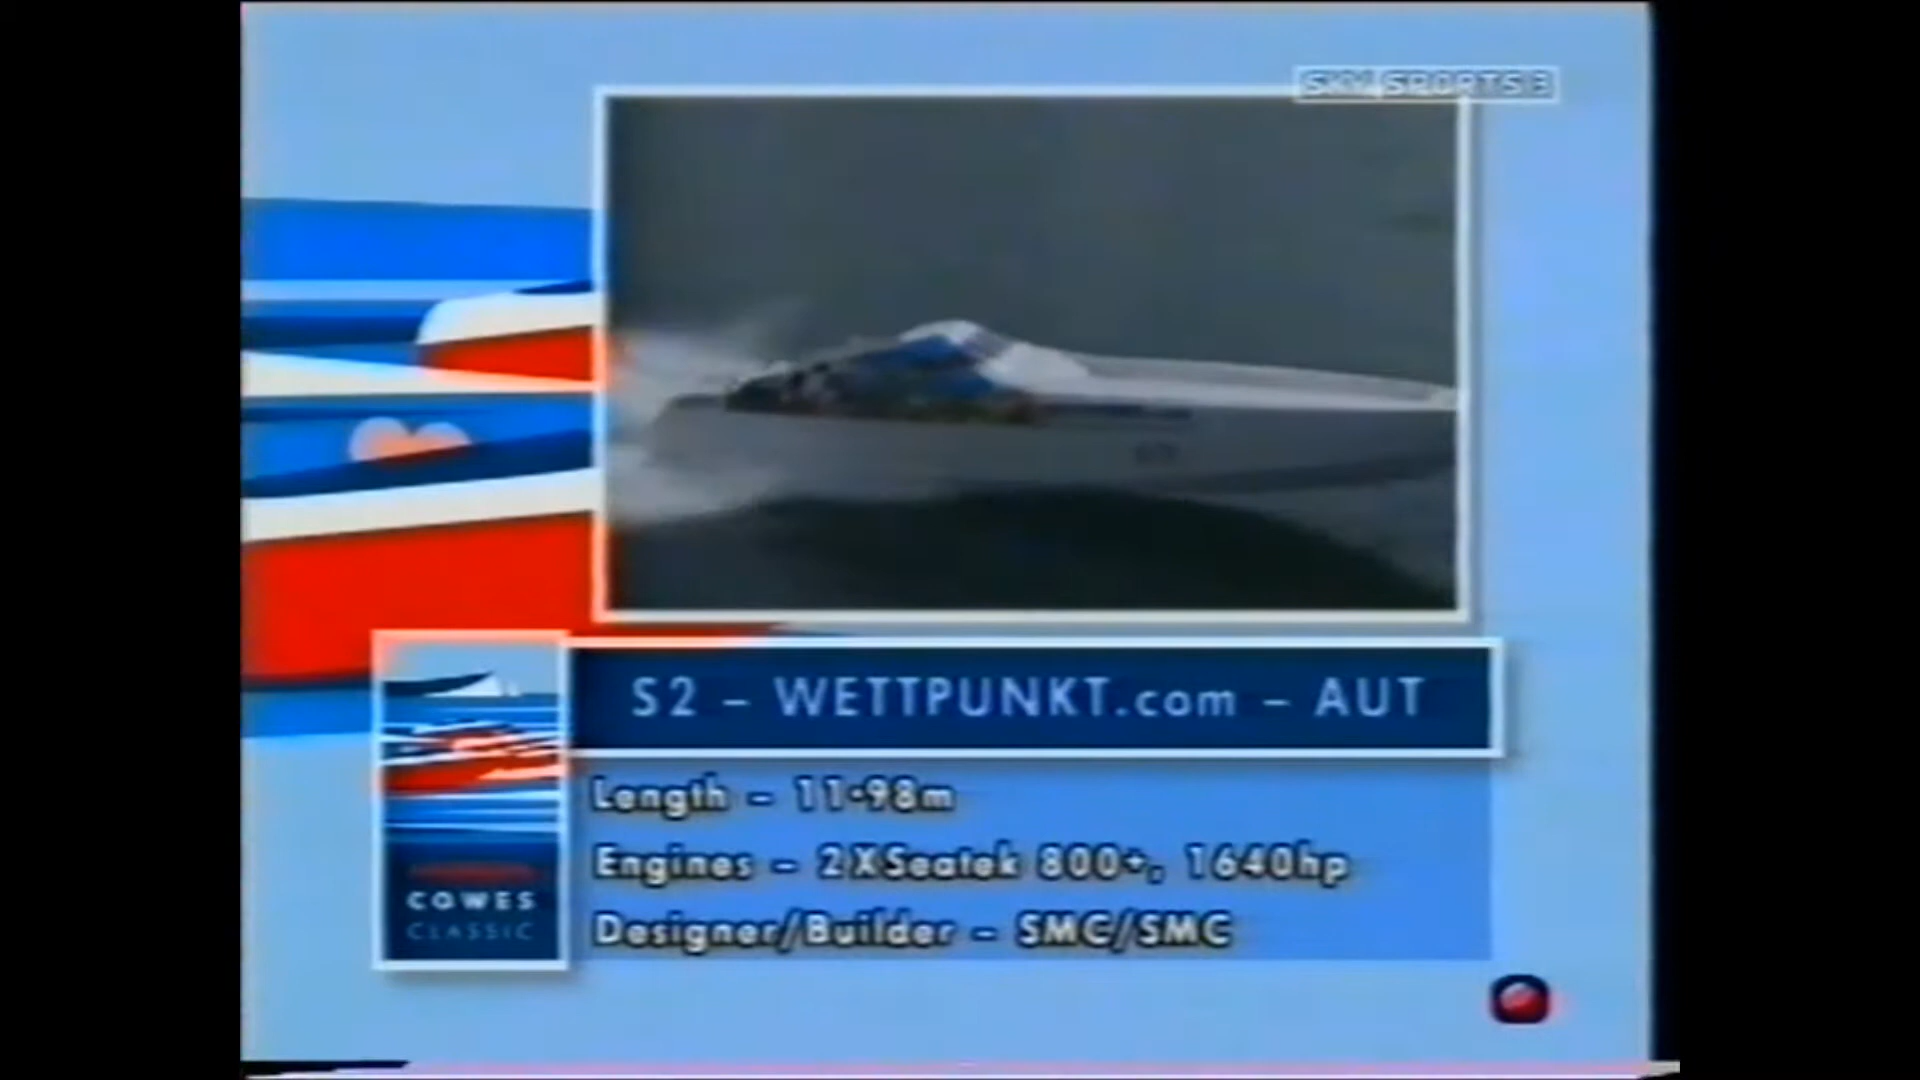 SKY SPORTS 3
S2 – WETTPUNKT.com – AUT
Length – 11·98m
Engines – 2XSeatek 800+, 1640hp
Designer/Builder – SMC/SMC
COWES
CLASSIC